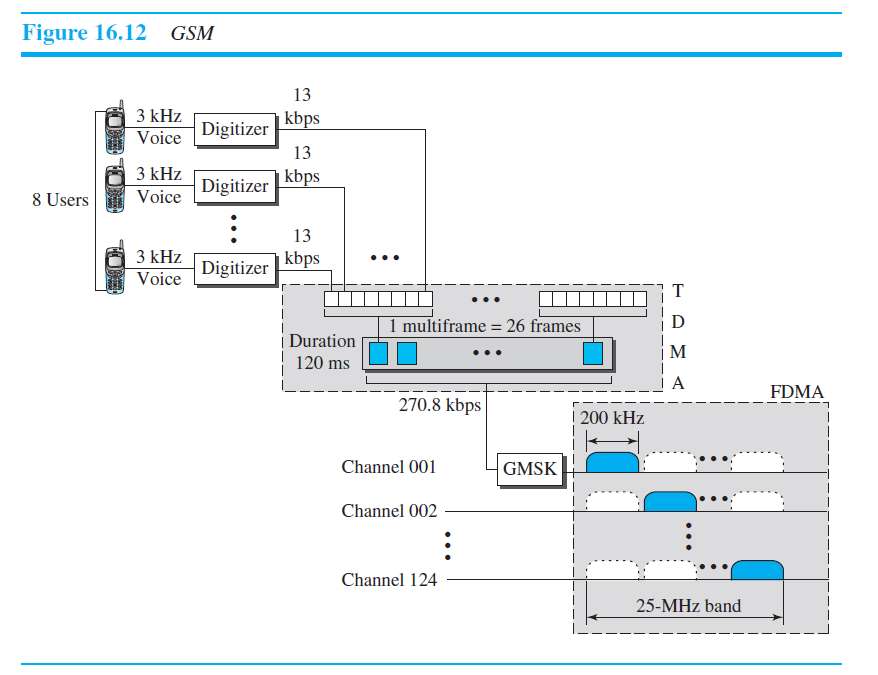 Figure 16.12 GSM
13
kbps
3 kHz
Voice
Digitizer
13
kbps
3 kHz
Voice
Digitizer
8 Users
13
kbps
3 kHz
Voice
Digitizer
T
D
M
A
1 multiframe = 26 frames
Duration
120 ms
270.8 kbps
FDMA
200 kHz
Channel 001
GMSK
Channel 002
Channel 124
25-MHz band